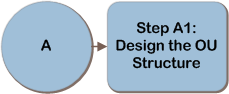 A
Step A1:
Design the OU
Structure